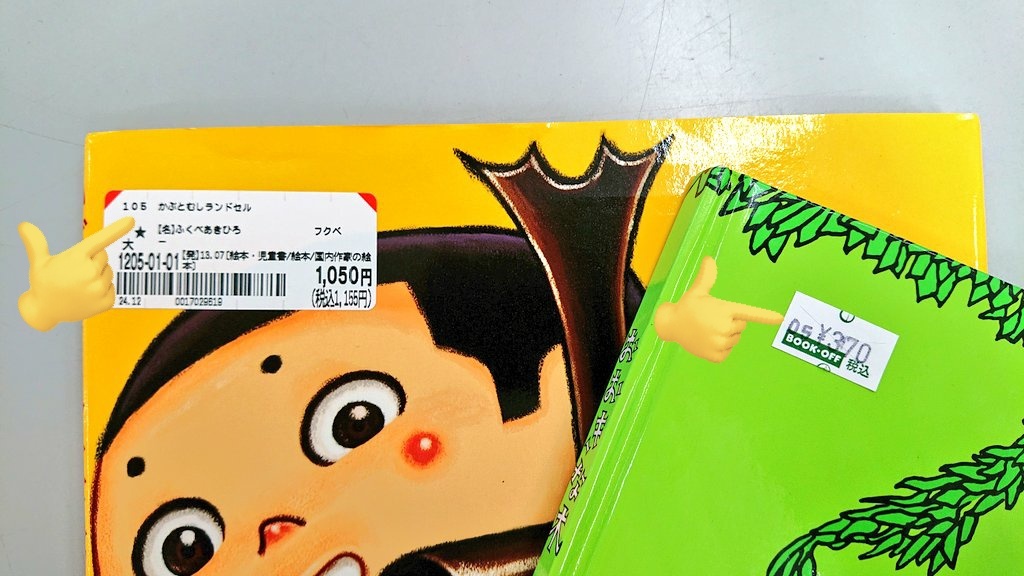 105 かぶとむしランドセル
★ [名]ふくべあきひろ フクベ
大 ー
1205-01-01 [発]13.07[絵本・児童書/絵本/国内作家の絵本]
1,050円
(税込1,155円)
24.12 0017029819
05 ¥370
BOOK-OFF 税込